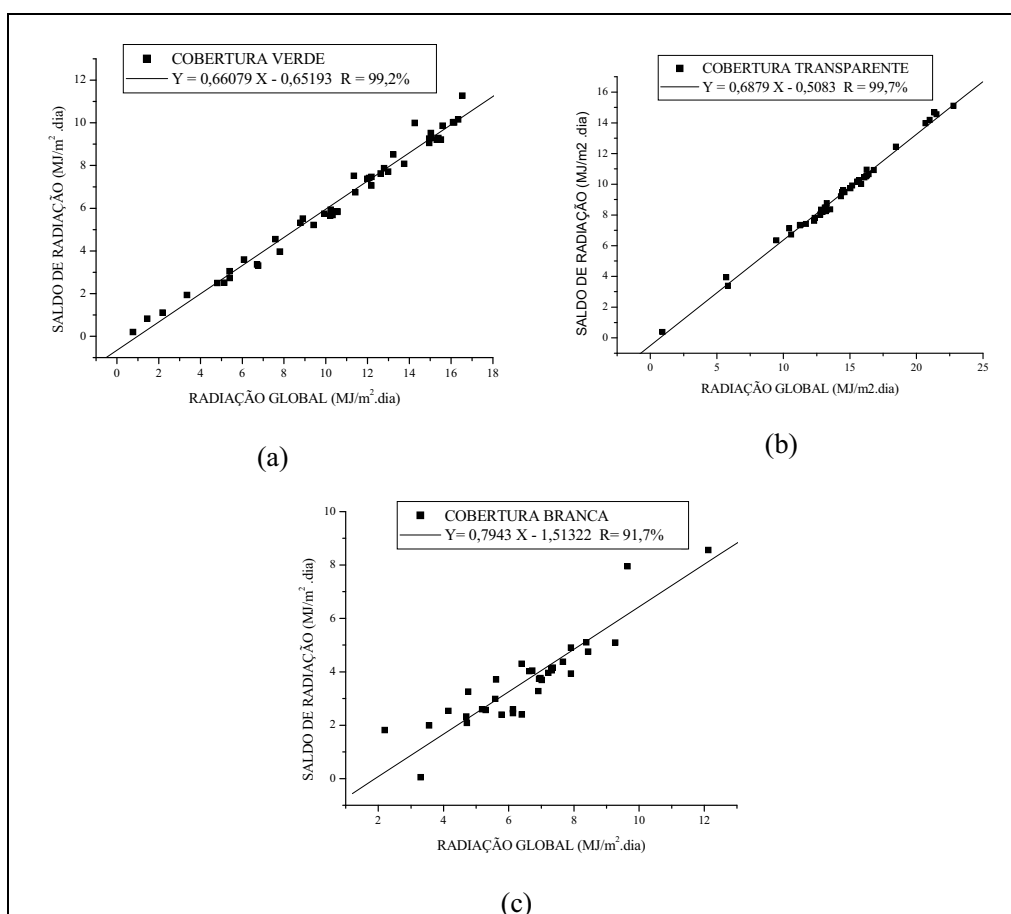 COBERTURA VERDE
Y = 0,66079 X - 0,65193 R = 99,2%
SALDO DE RADIAÇÃO (MJ/m² .dia)
12
10
8
6
4
2
0
0 2 4 6 8 10 12 14 16 18
RADIAÇÃO GLOBAL (MJ/m².dia)
(a)
COBERTURA TRANSPARENTE
Y = 0,6879 X - 0,5083 R = 99,7%
SALDO DE RADIAÇÃO (MJ/m2 .dia)
16
14
12
10
8
6
4
2
0
0 5 10 15 20 25
RADIAÇÃO GLOBAL (MJ/m2.dia)
(b)
COBERTURA BRANCA
Y= 0,7943 X - 1,51322 R= 91,7%
SALDO DE RADIAÇÃO (MJ/m² .dia)
10
8
6
4
2
0
2 4 6 8 10 12
RADIAÇÃO GLOBAL (MJ/m².dia)
(c)